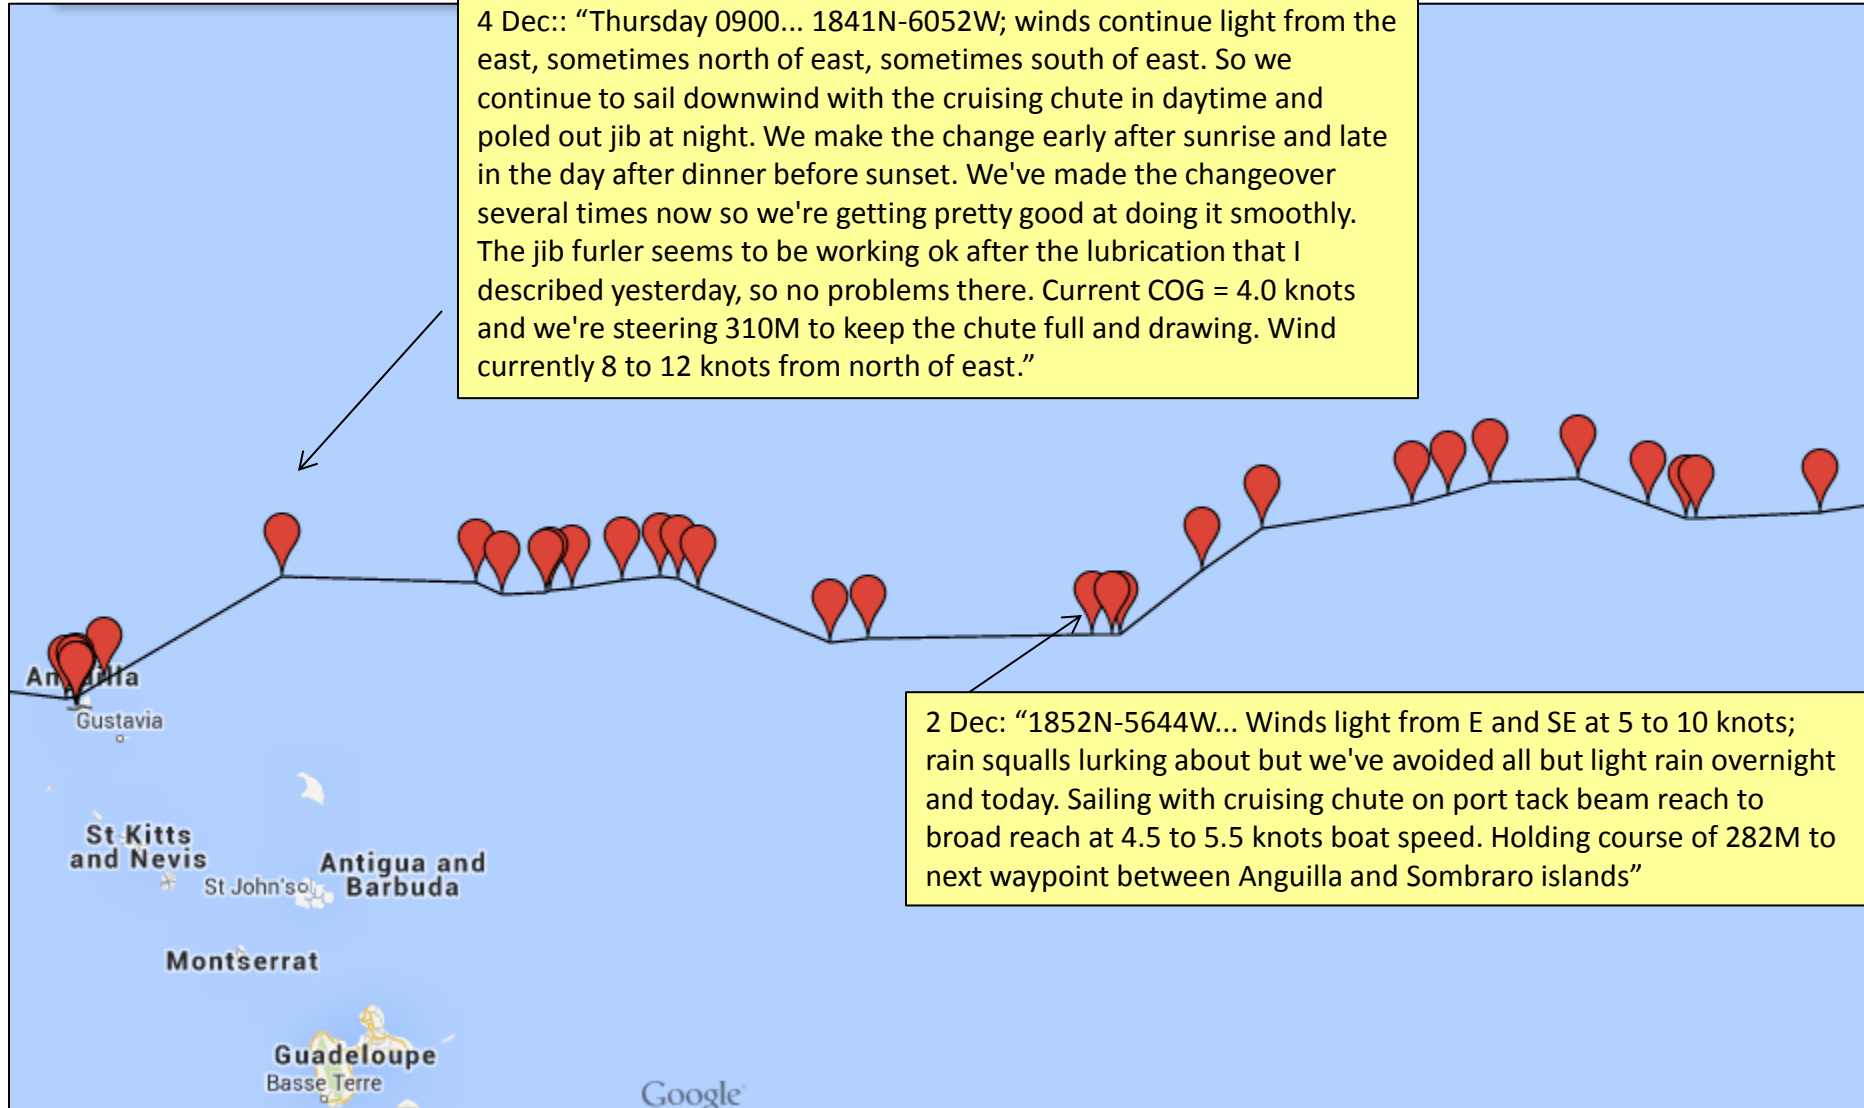 4 Dec:: “Thursday 0900... 1841N-6052W; winds continue light from the
east, sometimes north of east, sometimes south of east. So we
continue to sail downwind with the cruising chute in daytime and
poled out jib at night. We make the change early after sunrise and late
in the day after dinner before sunset. We've made the changeover
several times now so we're getting pretty good at doing it smoothly.
The jib furler seems to be working ok after the lubrication that I
described yesterday, so no problems there. Current COG = 4.0 knots
and we're steering 310M to keep the chute full and drawing. Wind
currently 8 to 12 knots from north of east.”
Anguilla
Gustavia
2 Dec: “1852N-5644W... Winds light from E and SE at 5 to 10 knots;
rain squalls lurking about but we've avoided all but light rain overnight
and today. Sailing with cruising chute on port tack beam reach to
broad reach at 4.5 to 5.5 knots boat speed. Holding course of 282M to
next waypoint between Anguilla and Sombraro islands”
St Kitts
and Nevis
Antigua and
Barbuda
St John's
Montserrat
Guadeloupe
Basse Terre
Google